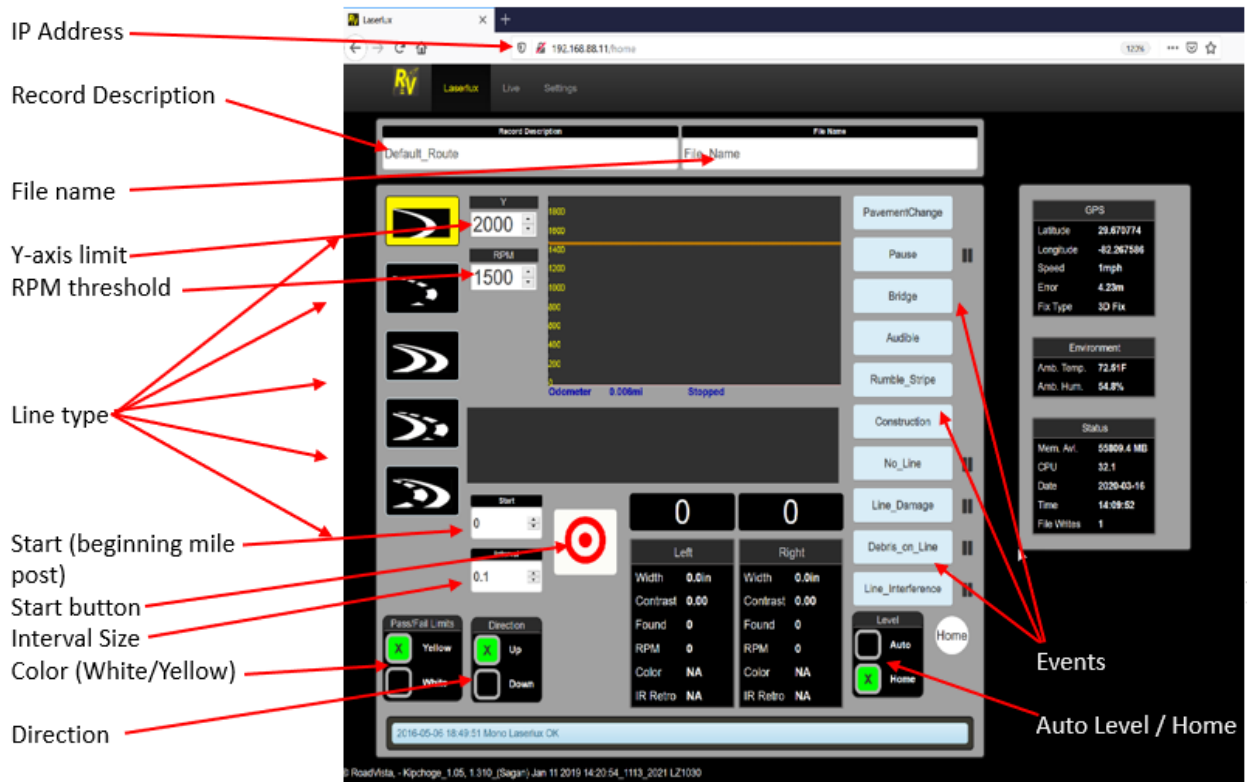 Laserlux
IP Address
192.168.88.11/home
120%
RV
Laserlux Live Settings
Record Description
Record Description File Name
Default_Route File_Name
File name
Y
2000
Y-axis limit
RPM
RPM threshold
1500
1800
1600
1400
1200
1000
800
600
400
200
0
Odometer 0.006mi Stopped
PavementChange
Pause
Bridge
Audible
Rumble_Stripe
Construction
No_Line
Line_Damage
Debris_on_Line
Line_Interference
GPS
Latitude 29.670774
Longitude -82.267586
Speed 1mph
Error 4.23m
Fix Type 3D Fix
Environment
Amb. Temp. 72.51F
Amb. Hum. 54.8%
Status
Mem. Avl. 55809.4 MB
CPU 32.1
Date 2020-03-16
Time 14:09:52
File Writes 1
Line type
Start
0
Start (beginning mile
post)
Interval
0.1
Start button
Interval Size
Color (White/Yellow)
Direction
0 0
Left Right
Width 0.0in Width 0.0in
Contrast 0.00 Contrast 0.00
Found 0 Found 0
RPM 0 RPM 0
Color NA Color NA
IR Retro NA IR Retro NA
Pass/Fail Limits
X Yellow
White
Direction
X Up
Down
Level
Auto
X Home
Home
Events
Auto Level / Home
2016-05-06 18:49:51 Mono Laserlux OK
© RoadVista, - Kipchoge_1.05, 1.310_(Sagan) Jan 11 2019 14:20:54_1113_2021 LZ1030